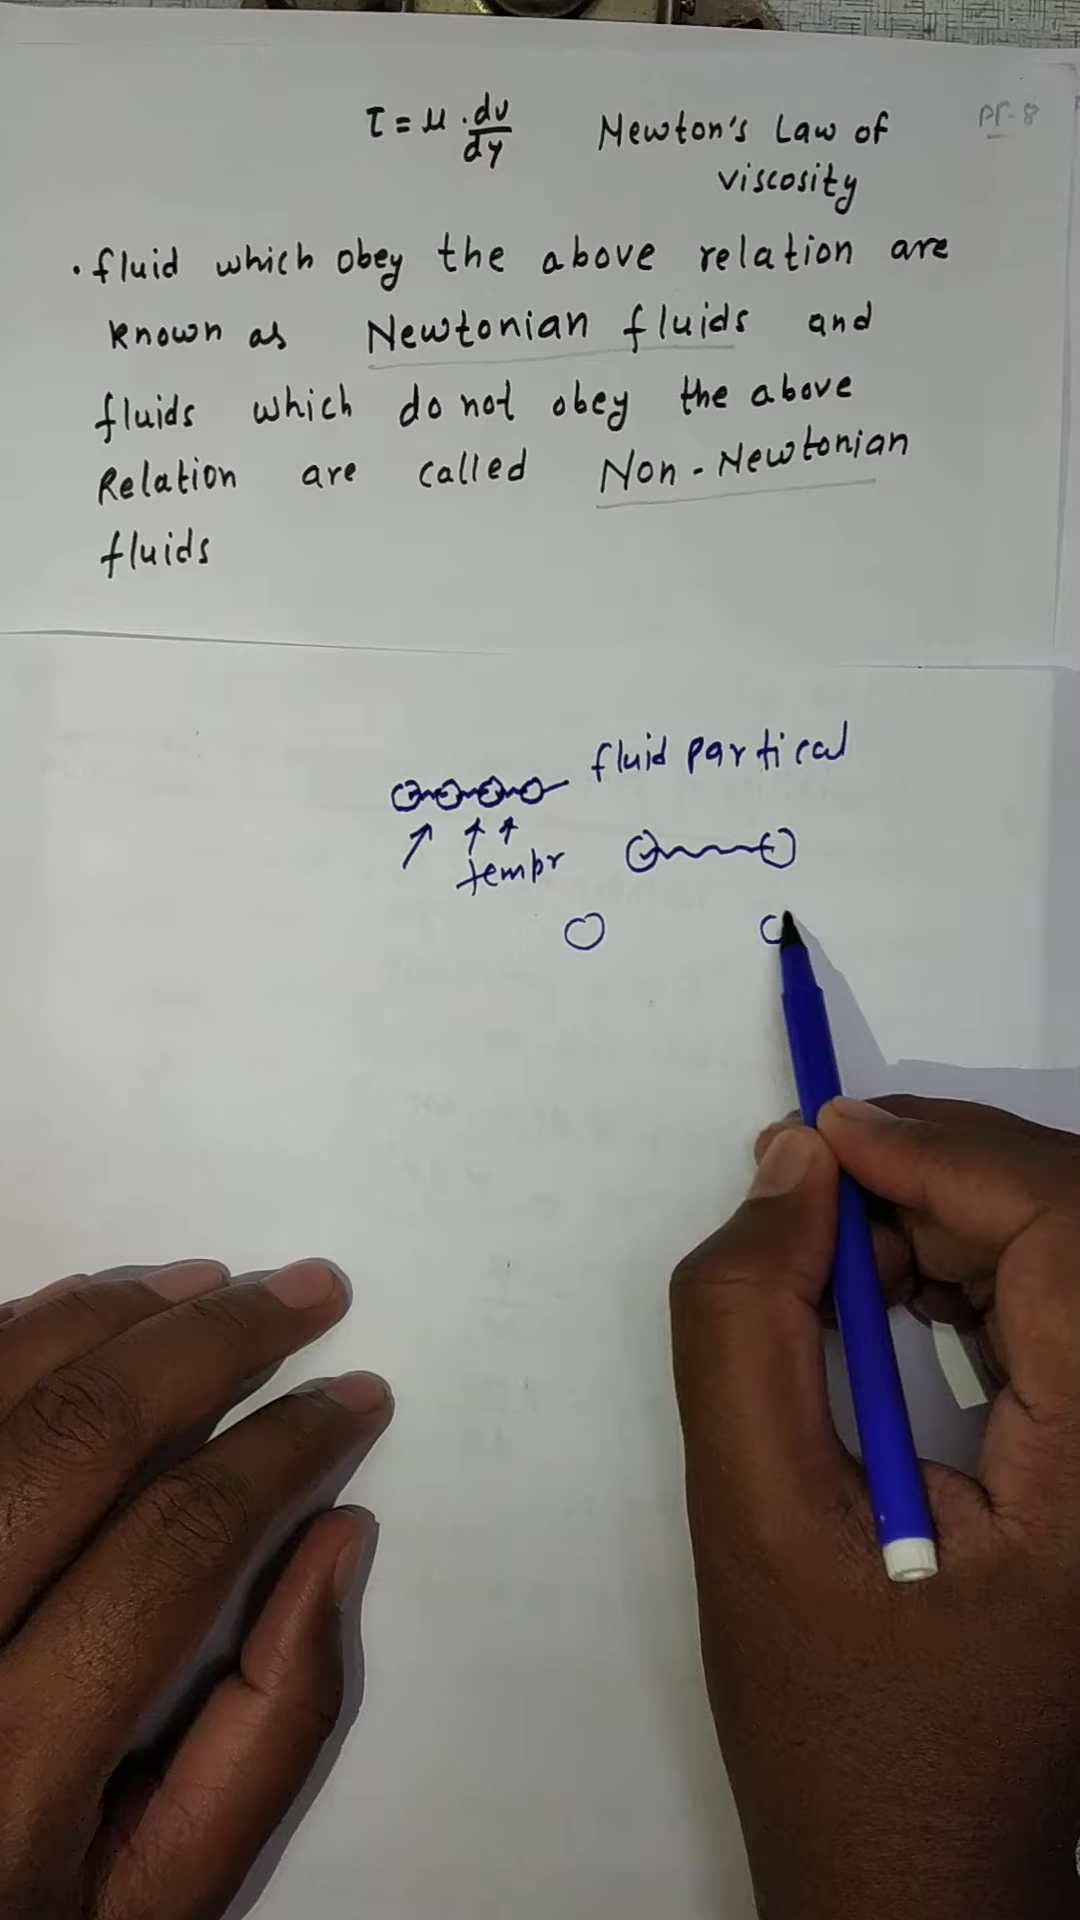 τ = μ . du/dy Newton's Law of
viscosity
pg-8
• fluid which obey the above relation are
known as Newtonian fluids and
fluids which do not obey the above
Relation are called Non-Newtonian
fluids
fluid partical
tempr